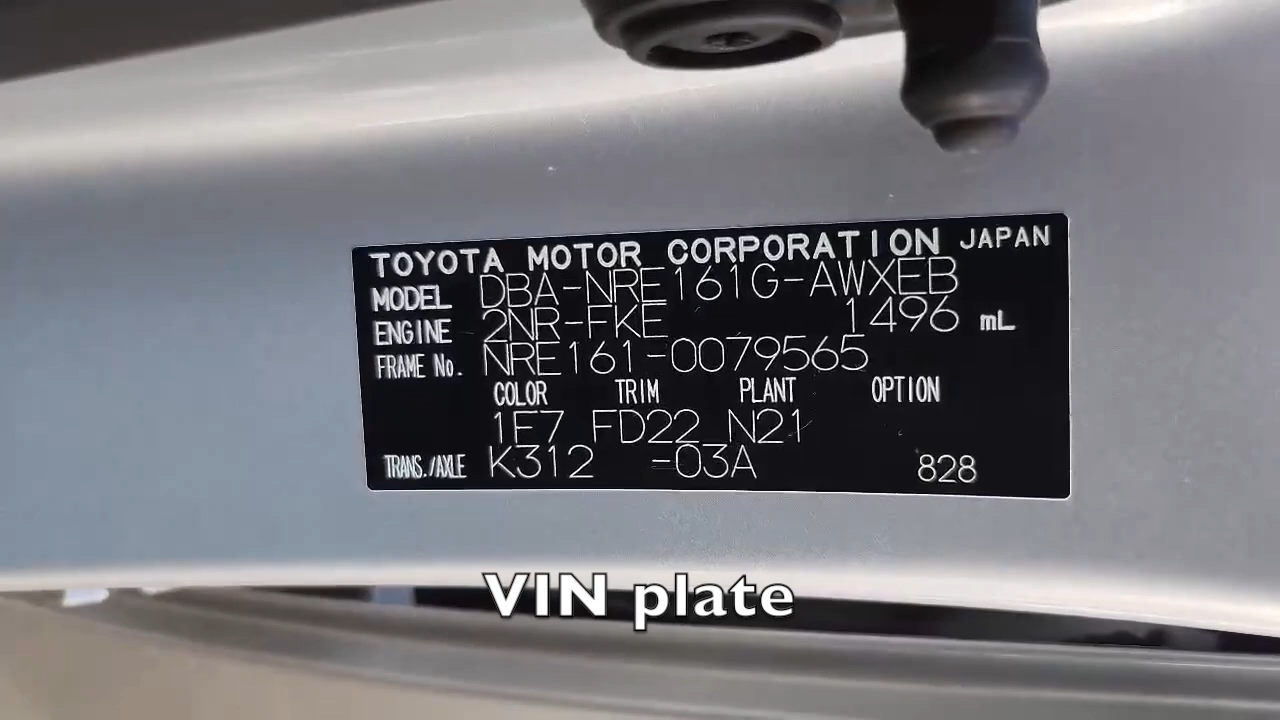 TOYOTA MOTOR CORPORATION JAPAN
MODEL DBA-NRE161G-AWXEB
ENGINE 2NR-FKE 1496 mL
FRAME No. NRE161-0079565
COLOR TRIM PLANT OPTION
1F7 FD22 N21
TRANS./AXLE K312 -03A 828
VIN plate